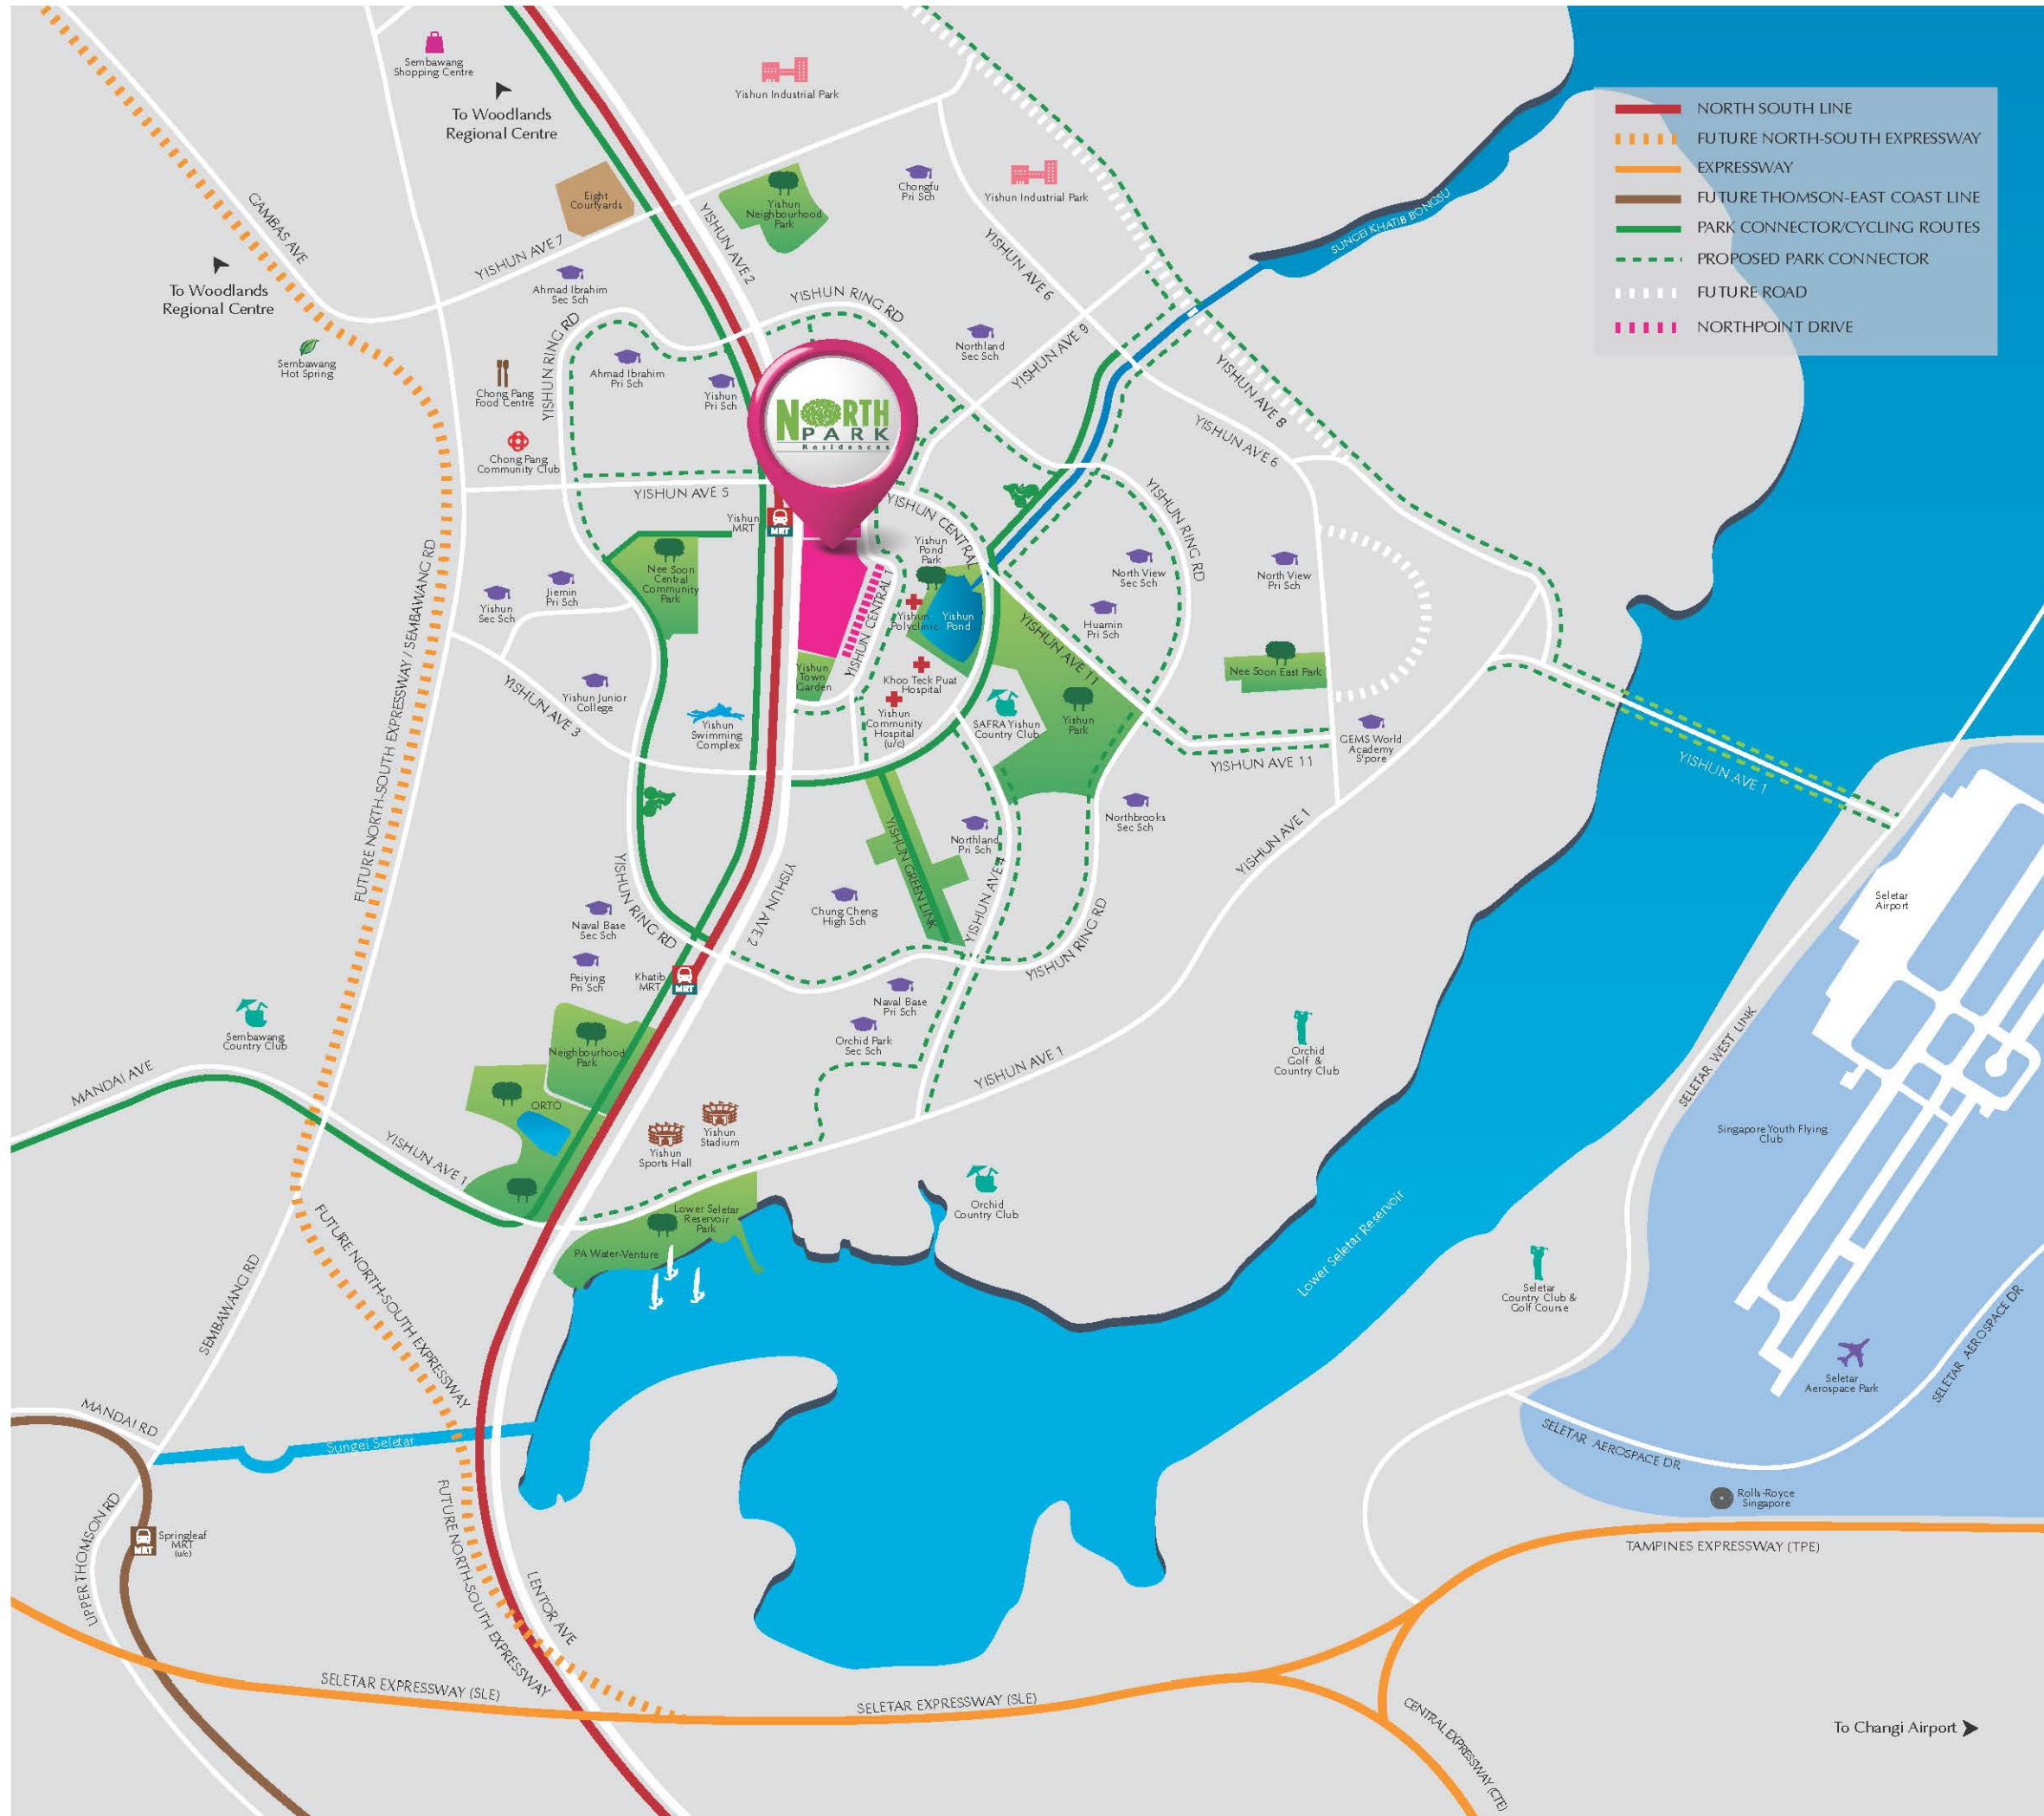 Sembawang
Shopping Centre
To Woodlands
Regional Centre
Yishun Industrial Park
NORTH SOUTH LINE
FUTURE NORTH-SOUTH EXPRESSWAY
EXPRESSWAY
FUTURE THOMSON-EAST COAST LINE
PARK CONNECTOR/CYCLING ROUTES
PROPOSED PARK CONNECTOR
FUTURE ROAD
NORTHPOINT DRIVE
Eight
Courtyards
Yishun
Neighbourhood
Park
Chongfu
Pri Sch
Yishun Industrial Park
GAMBAS AVE
YISHUN AVE 7
YISHUN AVE 2
YISHUN AVE 6
SUNGEI KHATIB BONGSU
To Woodlands
Regional Centre
Ahmad Ibrahim
Sec Sch
YISHUN RING RD
YISHUN RING RD
Northland
Sec Sch
YISHUN AVE 9
YISHUN AVE 8
Sembawang
Hot Spring
Chong Pang
Food Centre
Ahmad Ibrahim
Pri Sch
Yishun
Pri Sch
NORTH
PARK
Residences
Chong Pang
Community Club
YISHUN AVE 6
YISHUN AVE 5
YISHUN CENTRAL
YISHUN RING RD
Yishun
MRT
MRT
Yishun
Pond
Park
Nee Soon
Central
Community
Park
North View
Sec Sch
North View
Pri Sch
Jiemin
Pri Sch
Yishun
Sec Sch
YISHUN CENTRAL 1
Yishun
Polyclinic
Yishun
Pond
Huamin
Pri Sch
YISHUN AVE 11
FUTURE NORTH-SOUTH EXPRESSWAY / SEMBAWANG RD
Yishun
Town
Garden
Khoo Teck Puat
Hospital
Nee Soon East Park
Yishun Junior
College
YISHUN AVE 3
Yishun
Swimming
Complex
Yishun
Community
Hospital
(u/c)
SAFRA Yishun
Country Club
Yishun
Park
GEMS World
Academy
S'pore
YISHUN AVE 11
YISHUN AVE 1
Northbrooks
Sec Sch
Northland
Pri Sch
YISHUN GREEN LINK
YISHUN AVE 4
YISHUN AVE 1
YISHUN RING RD
YISHUN AVE 2
Chung Cheng
High Sch
Seletar
Airport
Naval Base
Sec Sch
YISHUN RING RD
Peiying
Pri Sch
Khatib
MRT
MRT
Naval Base
Pri Sch
Orchid Park
Sec Sch
Sembawang
Country Club
Orchid
Golf &
Country Club
SELETAR WEST LINK
MANDAI AVE
Neighbourhood
Park
YISHUN AVE 1
ORTO
Yishun
Stadium
Yishun
Sports Hall
YISHUN AVE 1
Singapore Youth Flying
Club
Lower Seletar
Reservoir
Park
PA Water-Venture
Orchid
Country Club
Lower Seletar Reservoir
FUTURE NORTH-SOUTH EXPRESSWAY
SEMBAWANG RD
Seletar
Country Club &
Golf Course
Seletar
Aerospace Park
SELETAR AEROSPACE DR
MANDAI RD
Sungei Seletar
SELETAR AEROSPACE DR
Rolls-Royce
Singapore
UPPER THOMSON RD
Springleaf
MRT
(u/c)
MRT
FUTURE NORTH-SOUTH EXPRESSWAY
LENTOR AVE
TAMPINES EXPRESSWAY (TPE)
SELETAR EXPRESSWAY (SLE)
SELETAR EXPRESSWAY (SLE)
CENTRAL EXPRESSWAY (CTE)
To Changi Airport